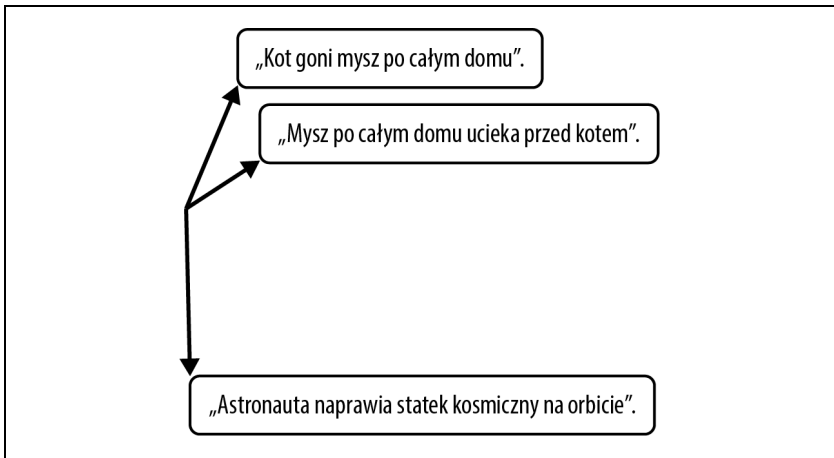 „Kot goni mysz po całym domu”.
„Mysz po całym domu ucieka przed kotem”.
„Astronauta naprawia statek kosmiczny na orbicie”.